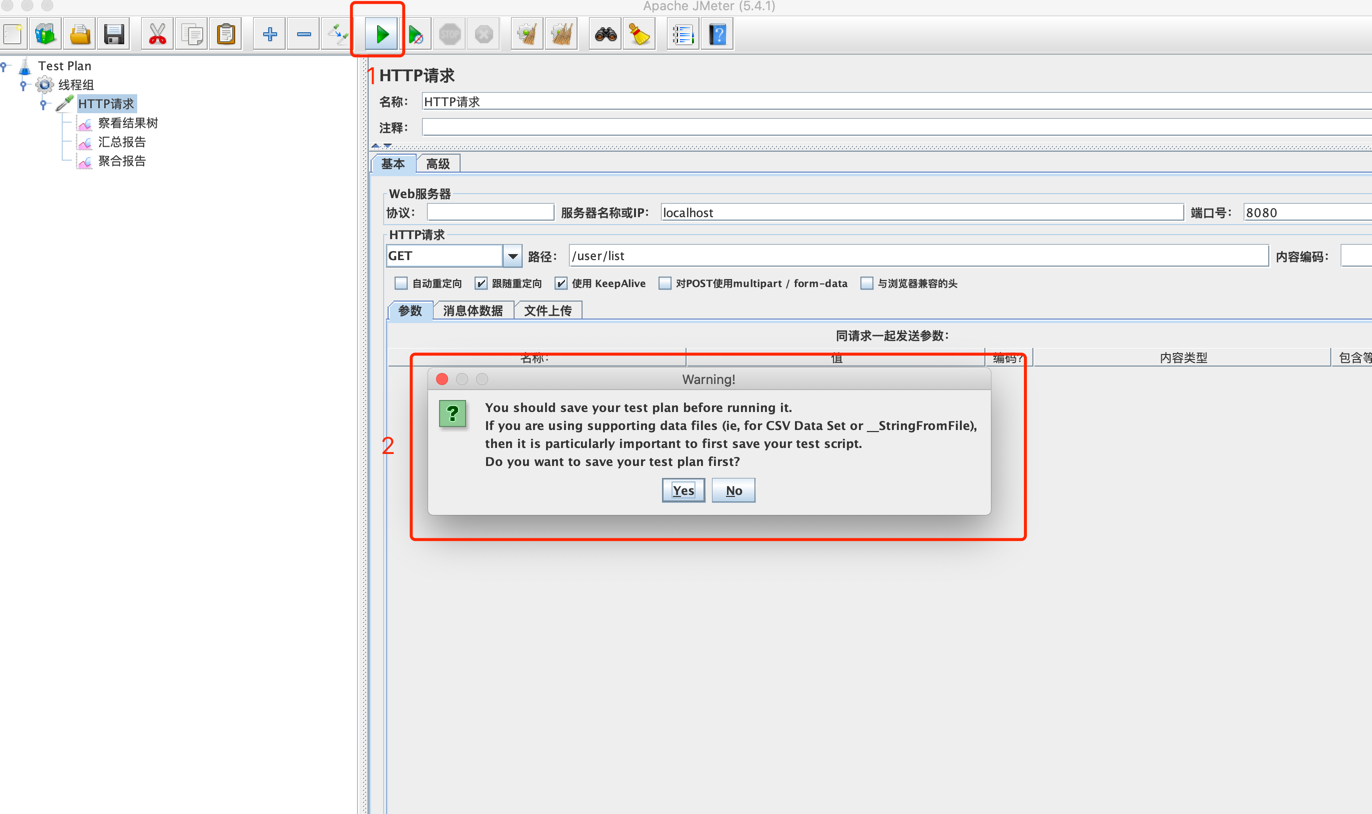 Apache JMeter (5.4.1)
STOP
?
Test Plan
线程组
HTTP请求
察看结果树
汇总报告
聚合报告
1
HTTP请求
名称: HTTP请求
注释:
基本 高级
Web服务器
协议: 服务器名称或IP: localhost 端口号: 8080
HTTP请求
GET 路径: /user/list 内容编码:
自动重定向 跟随重定向 使用 KeepAlive 对POST使用multipart / form-data 与浏览器兼容的头
参数 消息体数据 文件上传
同请求一起发送参数:
名称: 值 编码? 内容类型 包含等
2
Warning!
?
You should save your test plan before running it.
If you are using supporting data files (ie, for CSV Data Set or __StringFromFile),
then it is particularly important to first save your test script.
Do you want to save your test plan first?
Yes No